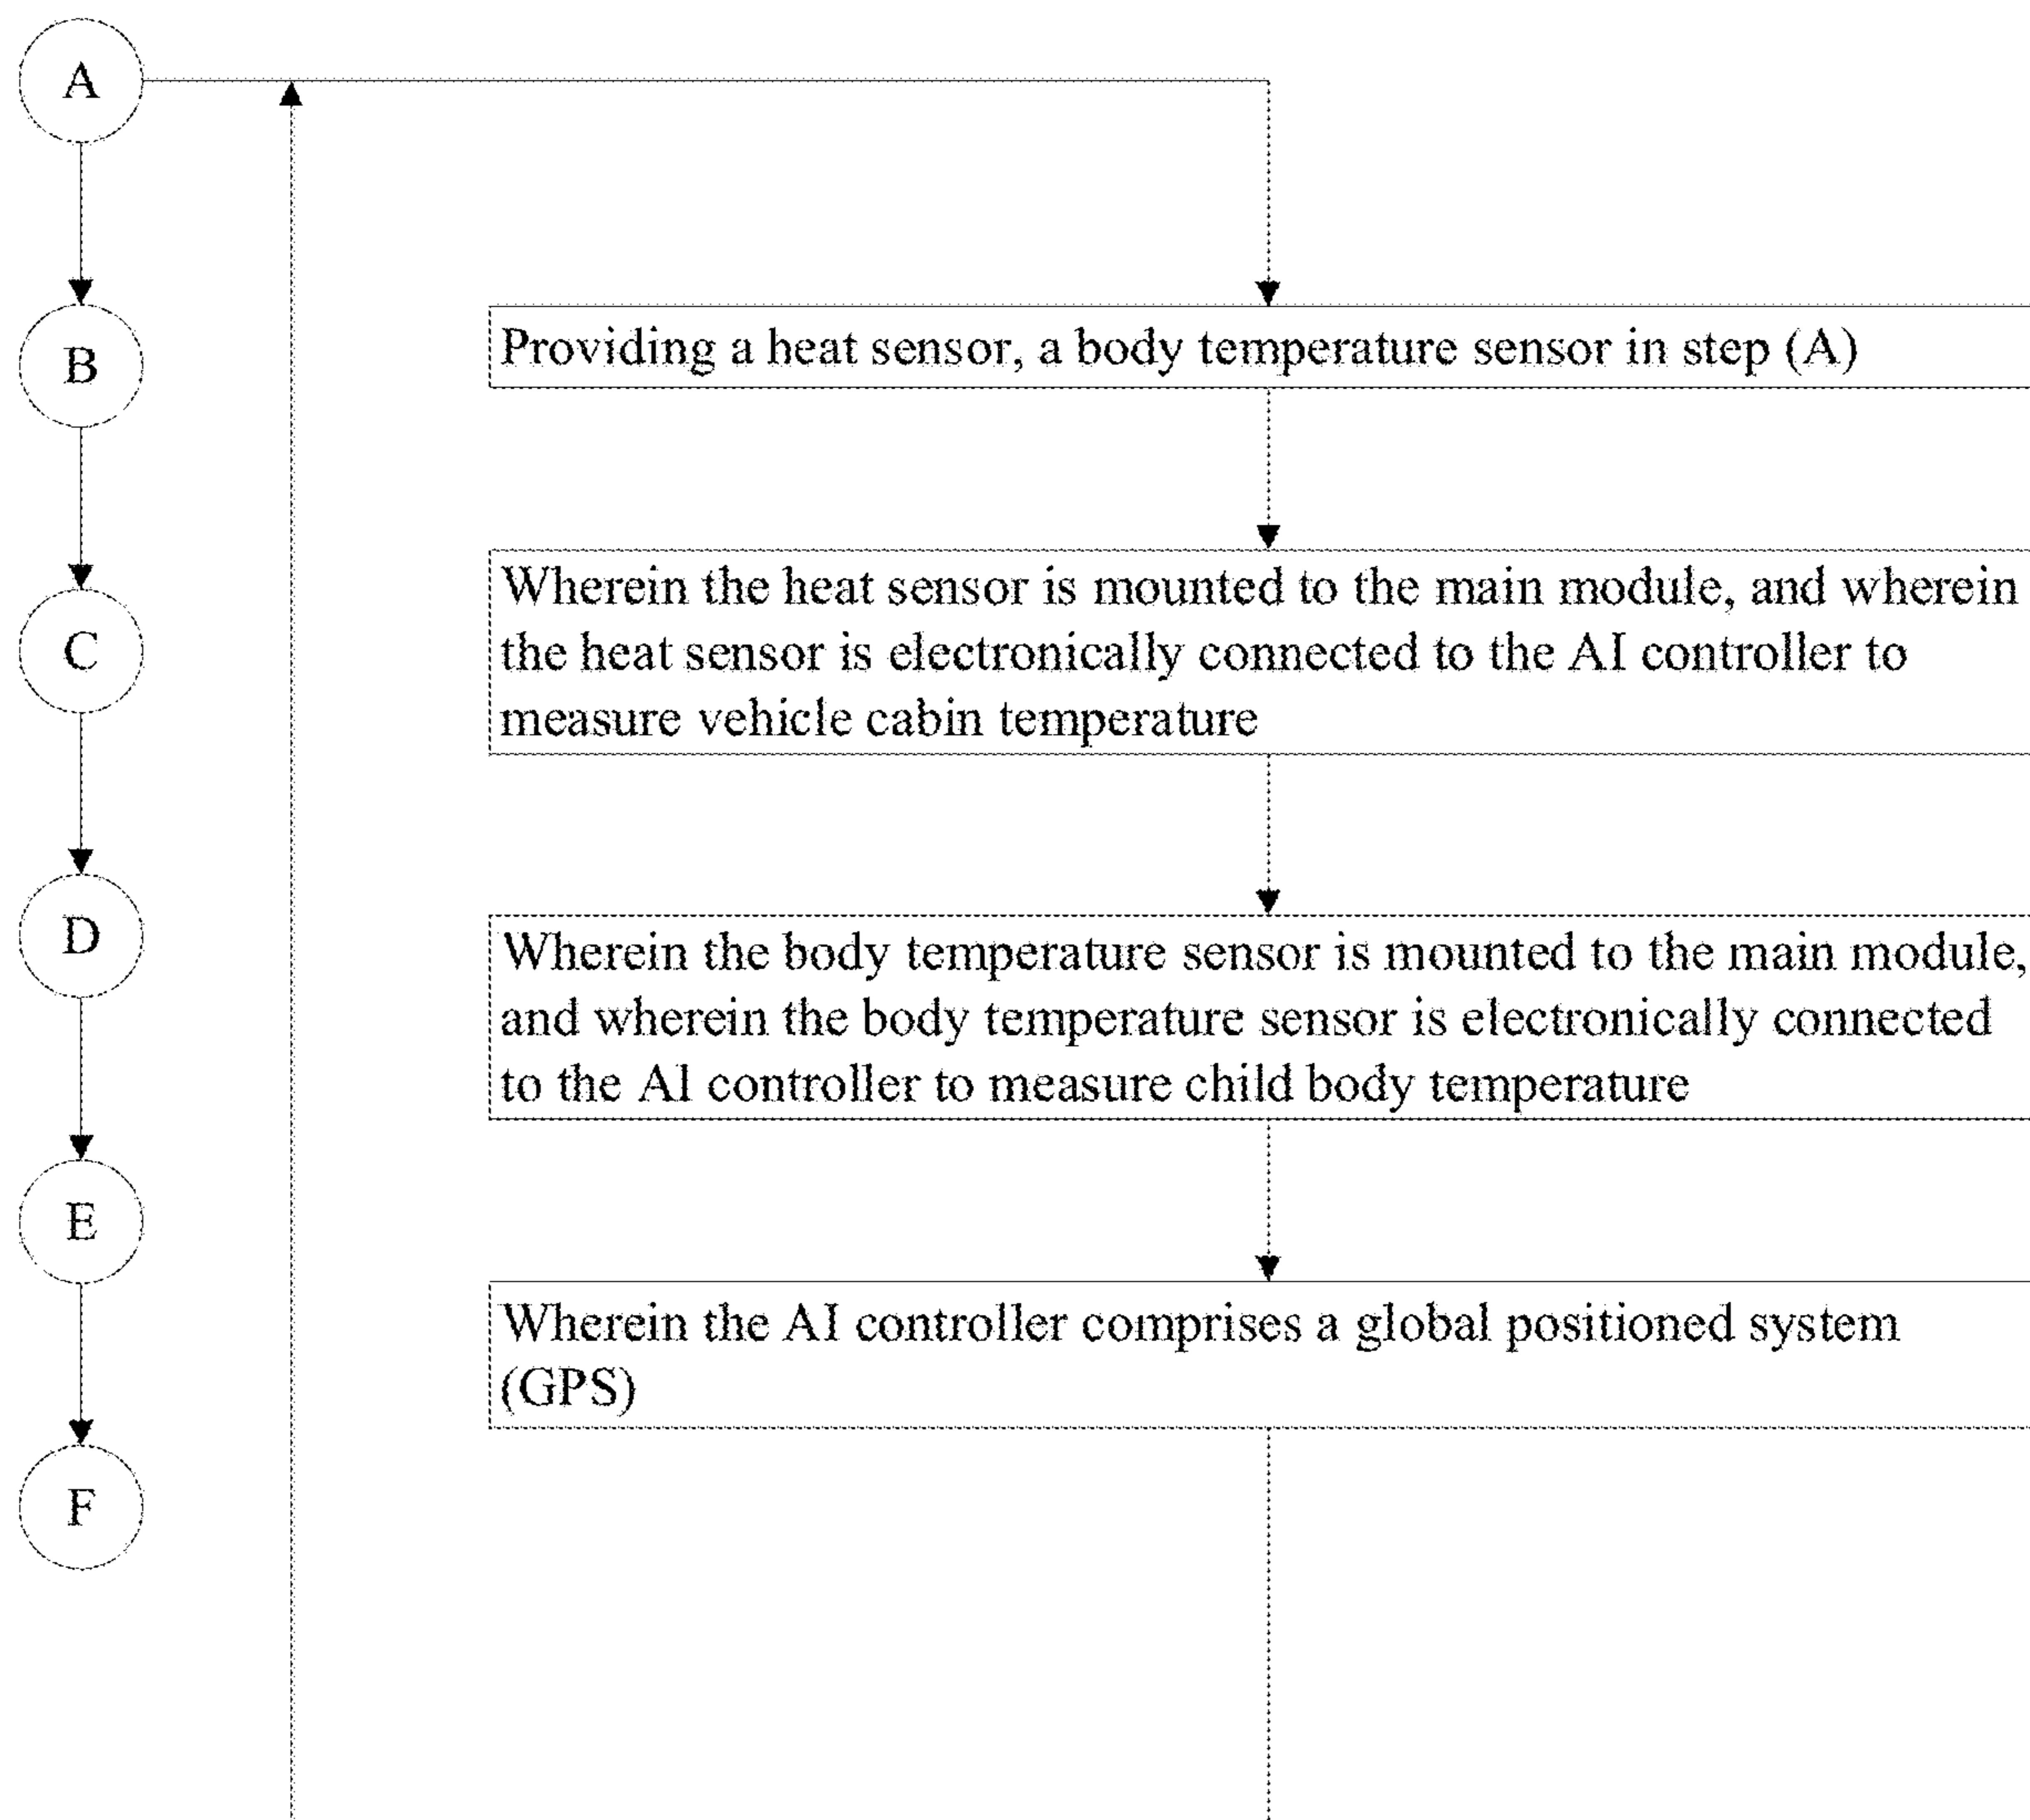 A
B
C
D
E
F
Providing a heat sensor, a body temperature sensor in step (A)
Wherein the heat sensor is mounted to the main module, and wherein
the heat sensor is electronically connected to the AI controller to
measure vehicle cabin temperature
Wherein the body temperature sensor is mounted to the main module,
and wherein the body temperature sensor is electronically connected
to the AI controller to measure child body temperature
Wherein the AI controller comprises a global positioned system
(GPS)